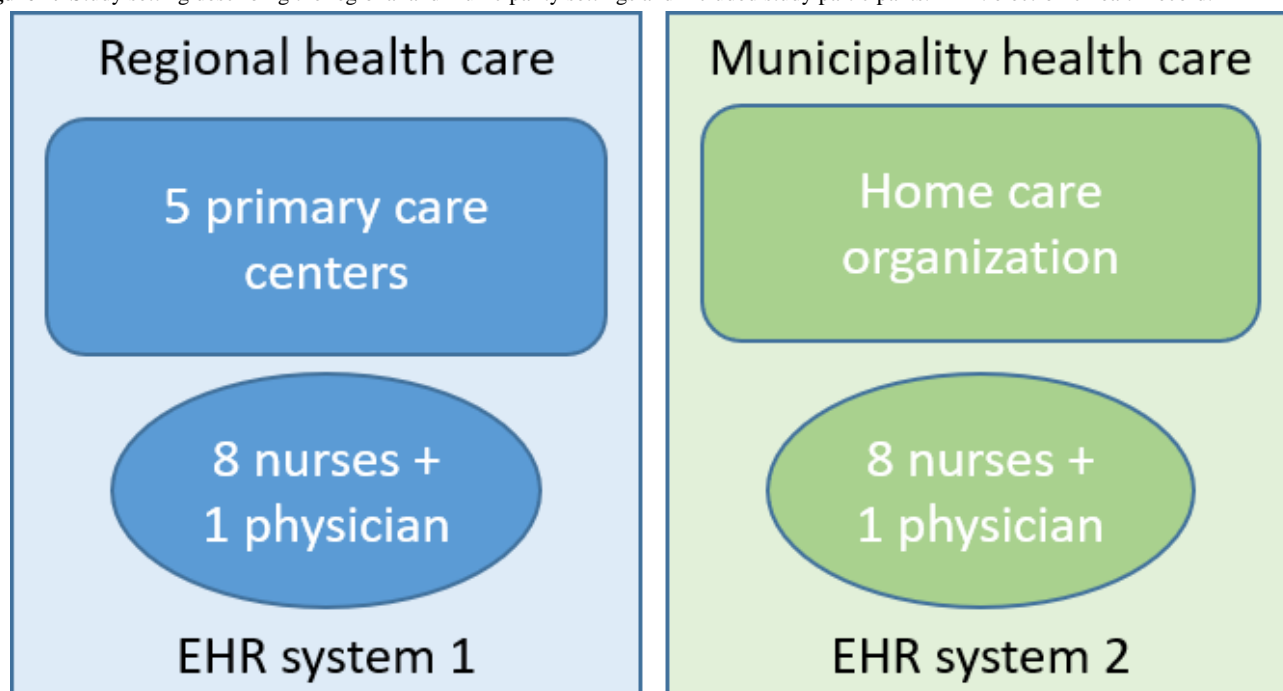 Regional health care
5 primary care
centers
8 nurses +
1 physician
EHR system 1
Municipality health care
Home care
organization
8 nurses +
1 physician
EHR system 2